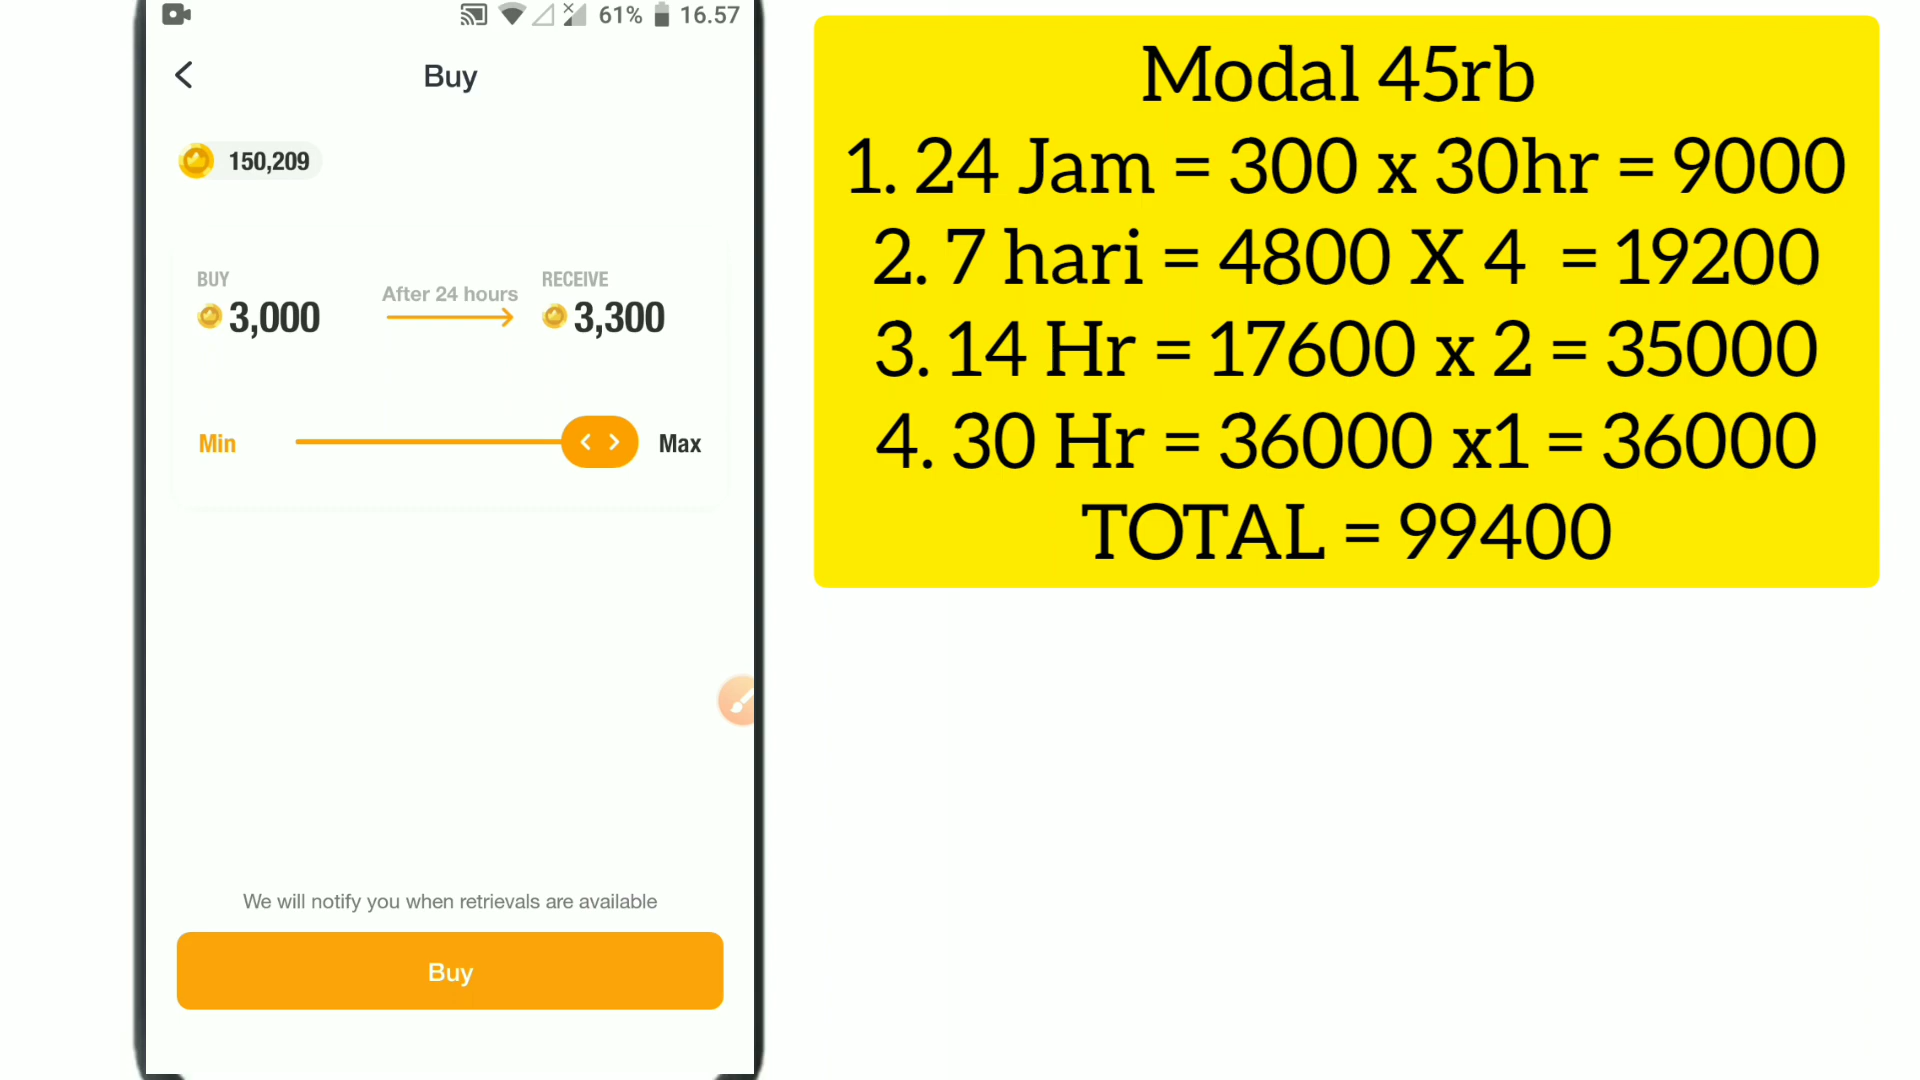 61% 16.57
Buy
150,209
BUY
3,000
After 24 hours
RECEIVE
3,300
Min
Max
We will notify you when retrievals are available
Buy
Modal 45rb
1. 24 Jam = 300 x 30hr = 9000
2. 7 hari = 4800 X 4 = 19200
3. 14 Hr = 17600 x 2 = 35000
4. 30 Hr = 36000 x1 = 36000
TOTAL = 99400